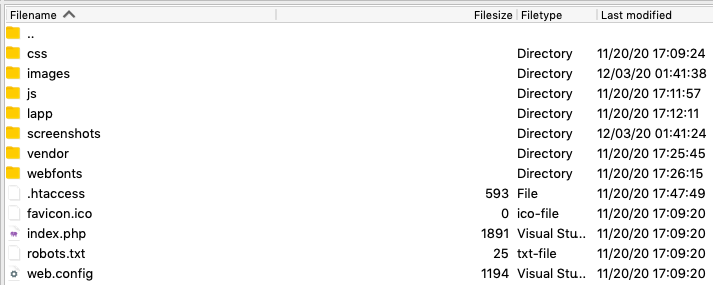 Filename Filesize Filetype Last modified
..
css Directory 11/20/20 17:09:24
images Directory 12/03/20 01:41:38
js Directory 11/20/20 17:11:57
lapp Directory 11/20/20 17:12:11
screenshots Directory 12/03/20 01:41:24
vendor Directory 11/20/20 17:25:45
webfonts Directory 11/20/20 17:26:15
.htaccess 593 File 11/20/20 17:47:49
favicon.ico 0 ico-file 11/20/20 17:09:20
index.php 1891 Visual Stu... 11/20/20 17:09:20
robots.txt 25 txt-file 11/20/20 17:09:20
web.config 1194 Visual Stu... 11/20/20 17:09:20